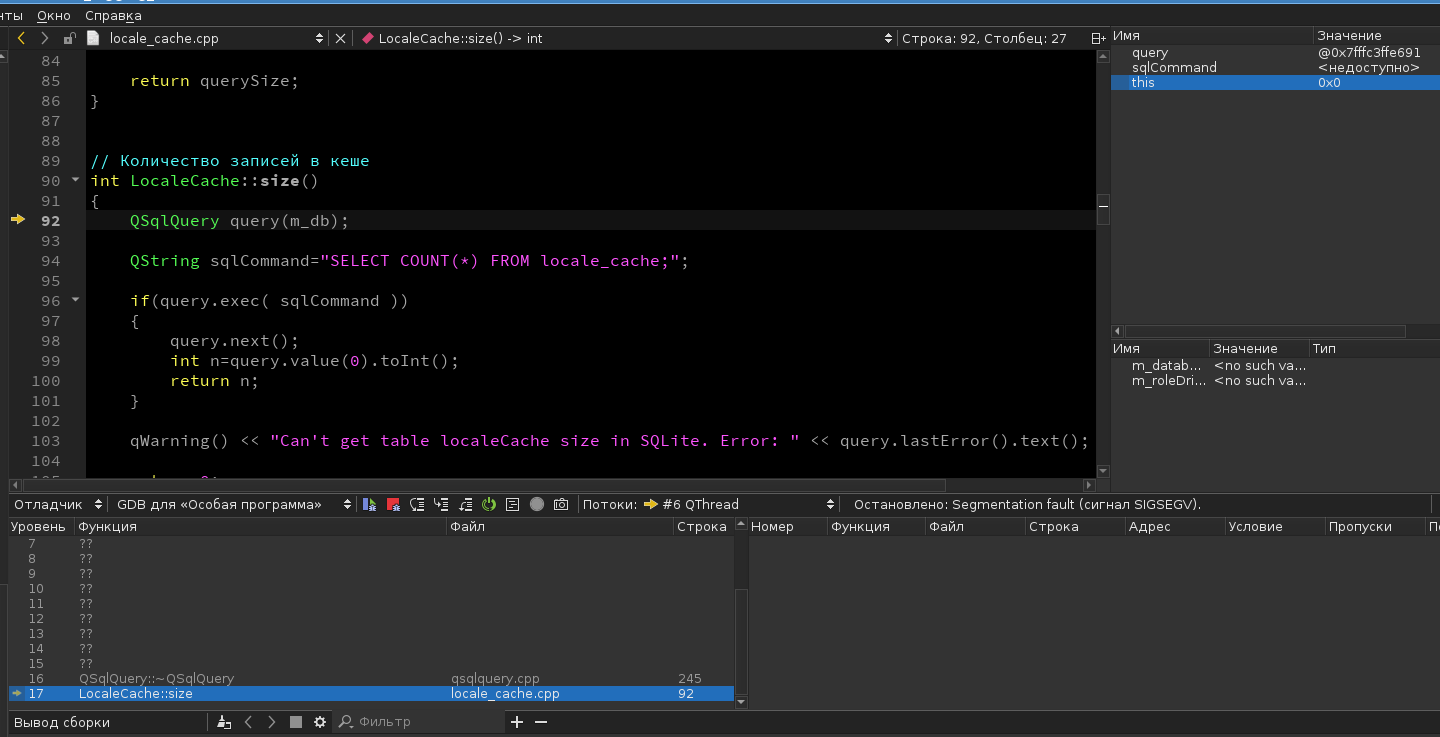 нты Окно Справка
locale_cache.cpp LocaleCache::size() -> int Строка: 92, Столбец: 27
84
85 return querySize;
86 }
87
88
89 // Количество записей в кеше
90 int LocaleCache::size()
91 {
92 QSqlQuery query(m_db);
93
94 QString sqlCommand="SELECT COUNT(*) FROM locale_cache;";
95
96 if(query.exec( sqlCommand ))
97 {
98 query.next();
99 int n=query.value(0).toInt();
100 return n;
101 }
102
103 qWarning() << "Can't get table localeCache size in SQLite. Error: " << query.lastError().text();
104
Имя Значение
query @0x7fffc3ffe691
sqlCommand <недоступно>
this 0x0
Имя Значение Тип
m_datab... <no such va...
m_roleDri... <no such va...
Отладчик GDB для «Особая программа» Потоки: #6 QThread Остановлено: Segmentation fault (сигнал SIGSEGV).
Уровень Функция Файл Строка
7 ??
8 ??
9 ??
10 ??
11 ??
12 ??
13 ??
14 ??
15 ??
16 QSqlQuery::~QSqlQuery qsqlquery.cpp 245
17 LocaleCache::size locale_cache.cpp 92
Номер Функция Файл Строка Адрес Условие Пропуски
Вывод сборки Фильтр